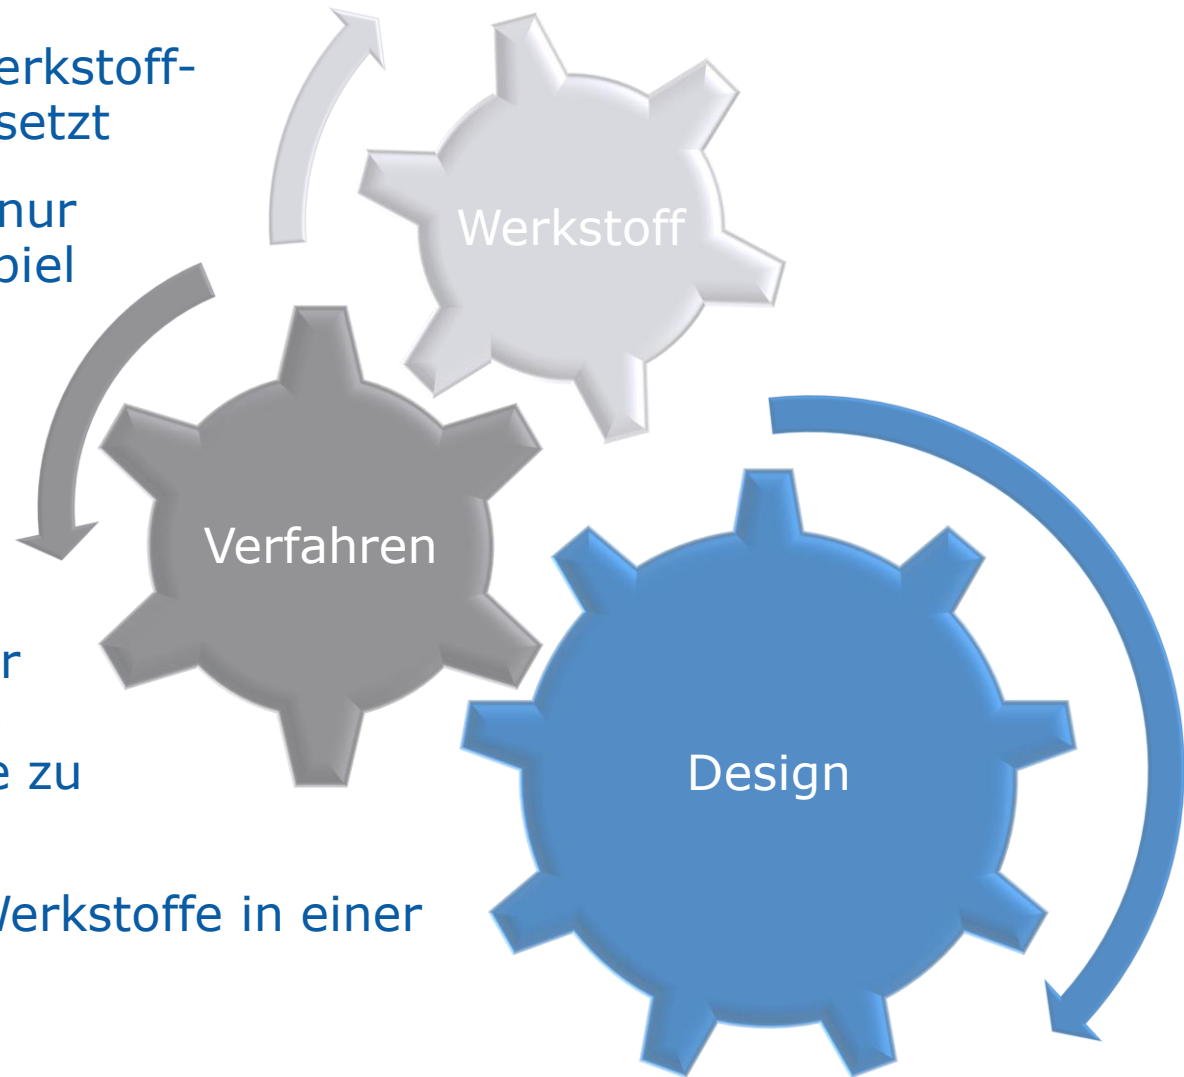 erkstoff-
setzt
nur
piel
Werkstoff
Verfahren
r
e zu
Design
Werkstoffe in einer